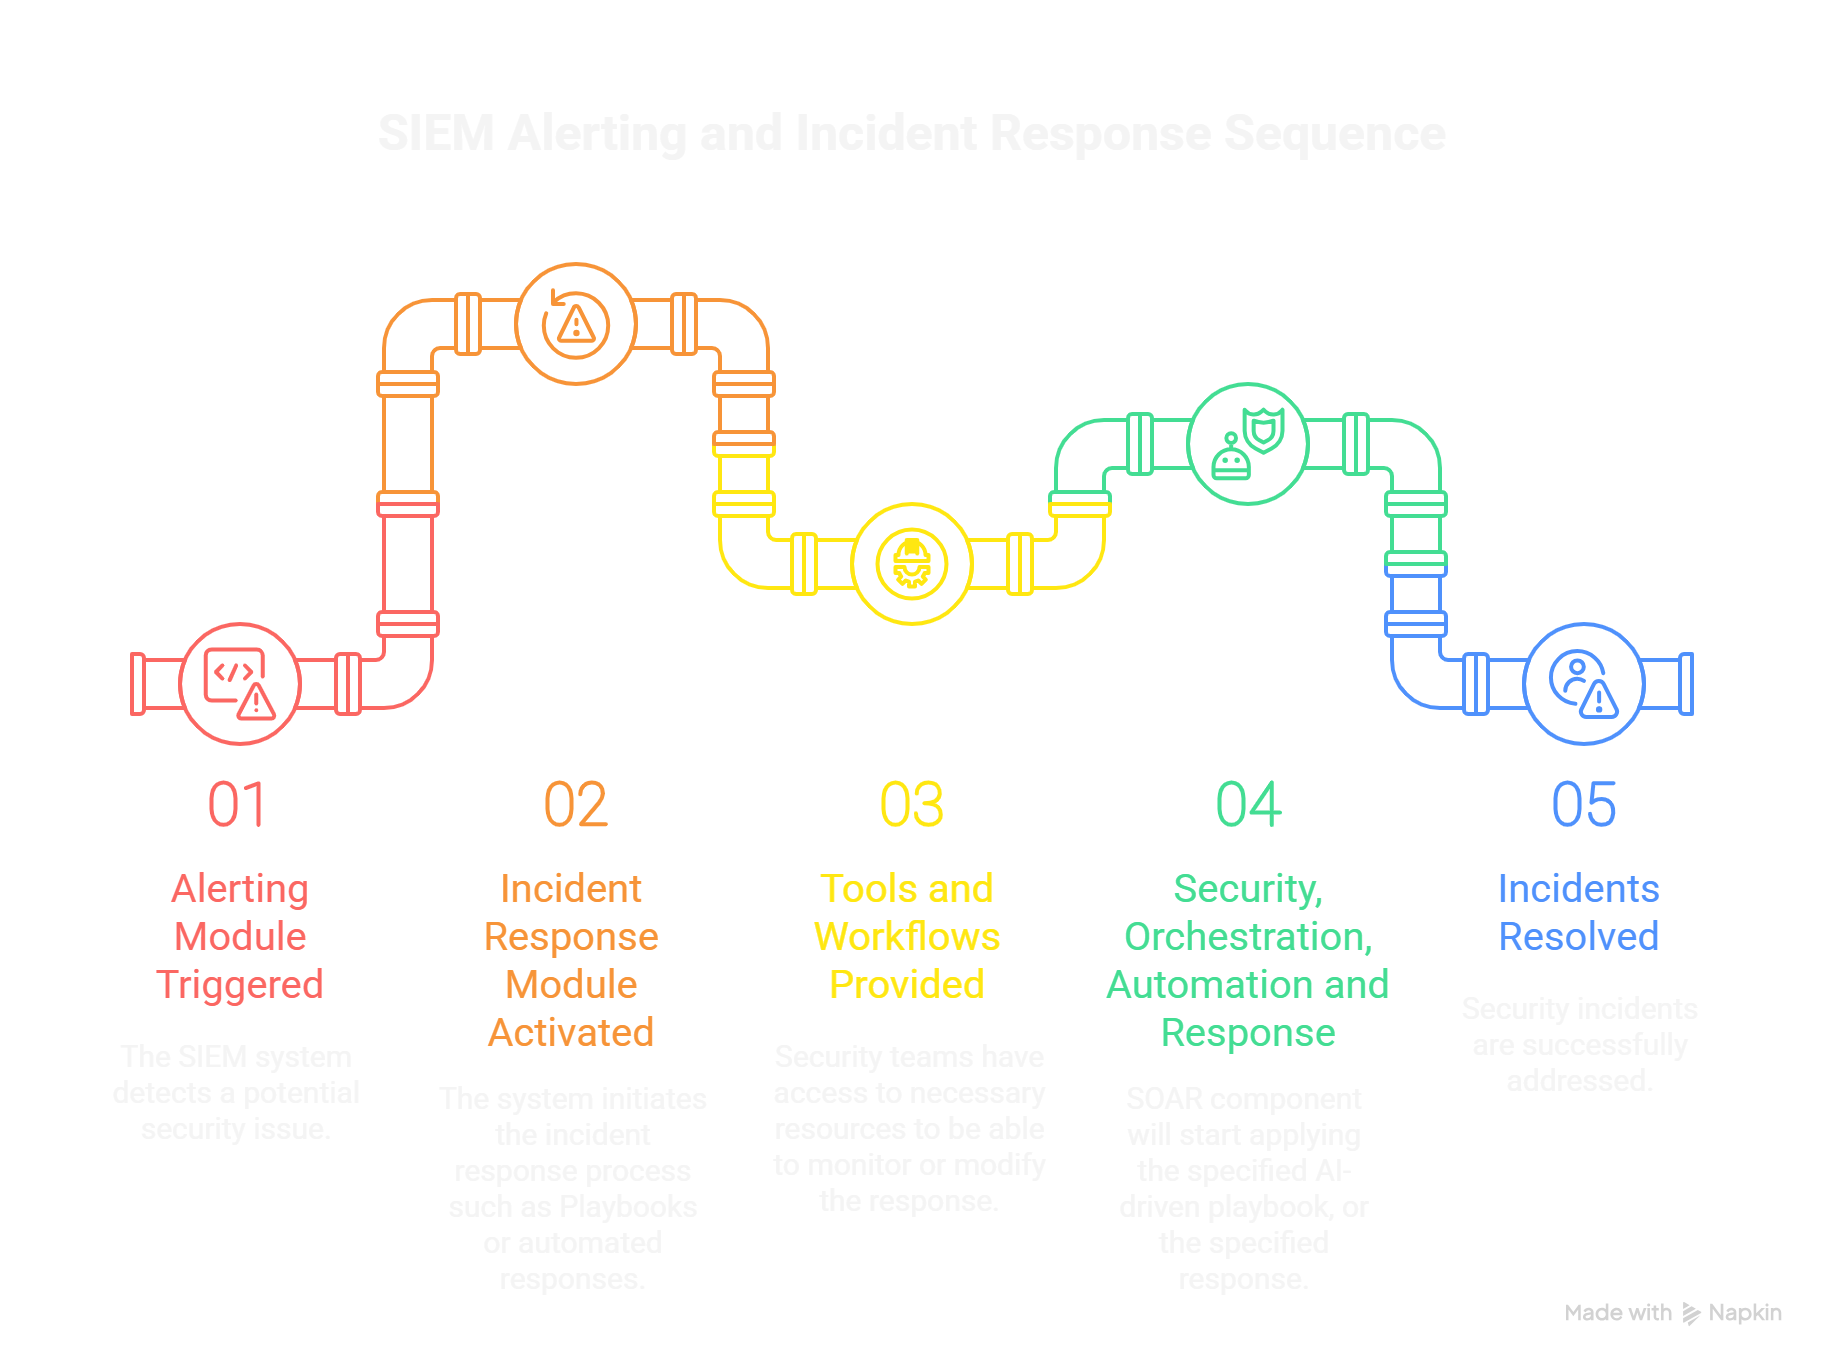 SIEM Alerting and Incident Response Sequence
01
Alerting
Module
Triggered
The SIEM system
detects a potential
security issue.
02
Incident
Response
Module
Activated
The system initiates
the incident
response process
such as Playbooks
or automated
responses.
03
Tools and
Workflows
Provided
Security teams have
access to necessary
resources to be able
to monitor or modify
the response.
04
Security,
Orchestration,
Automation and
Response
SOAR component
will start applying
the specified AI-
driven playbook, or
the specified
response.
05
Incidents
Resolved
Security incidents
are successfully
addressed.
Made with Napkin